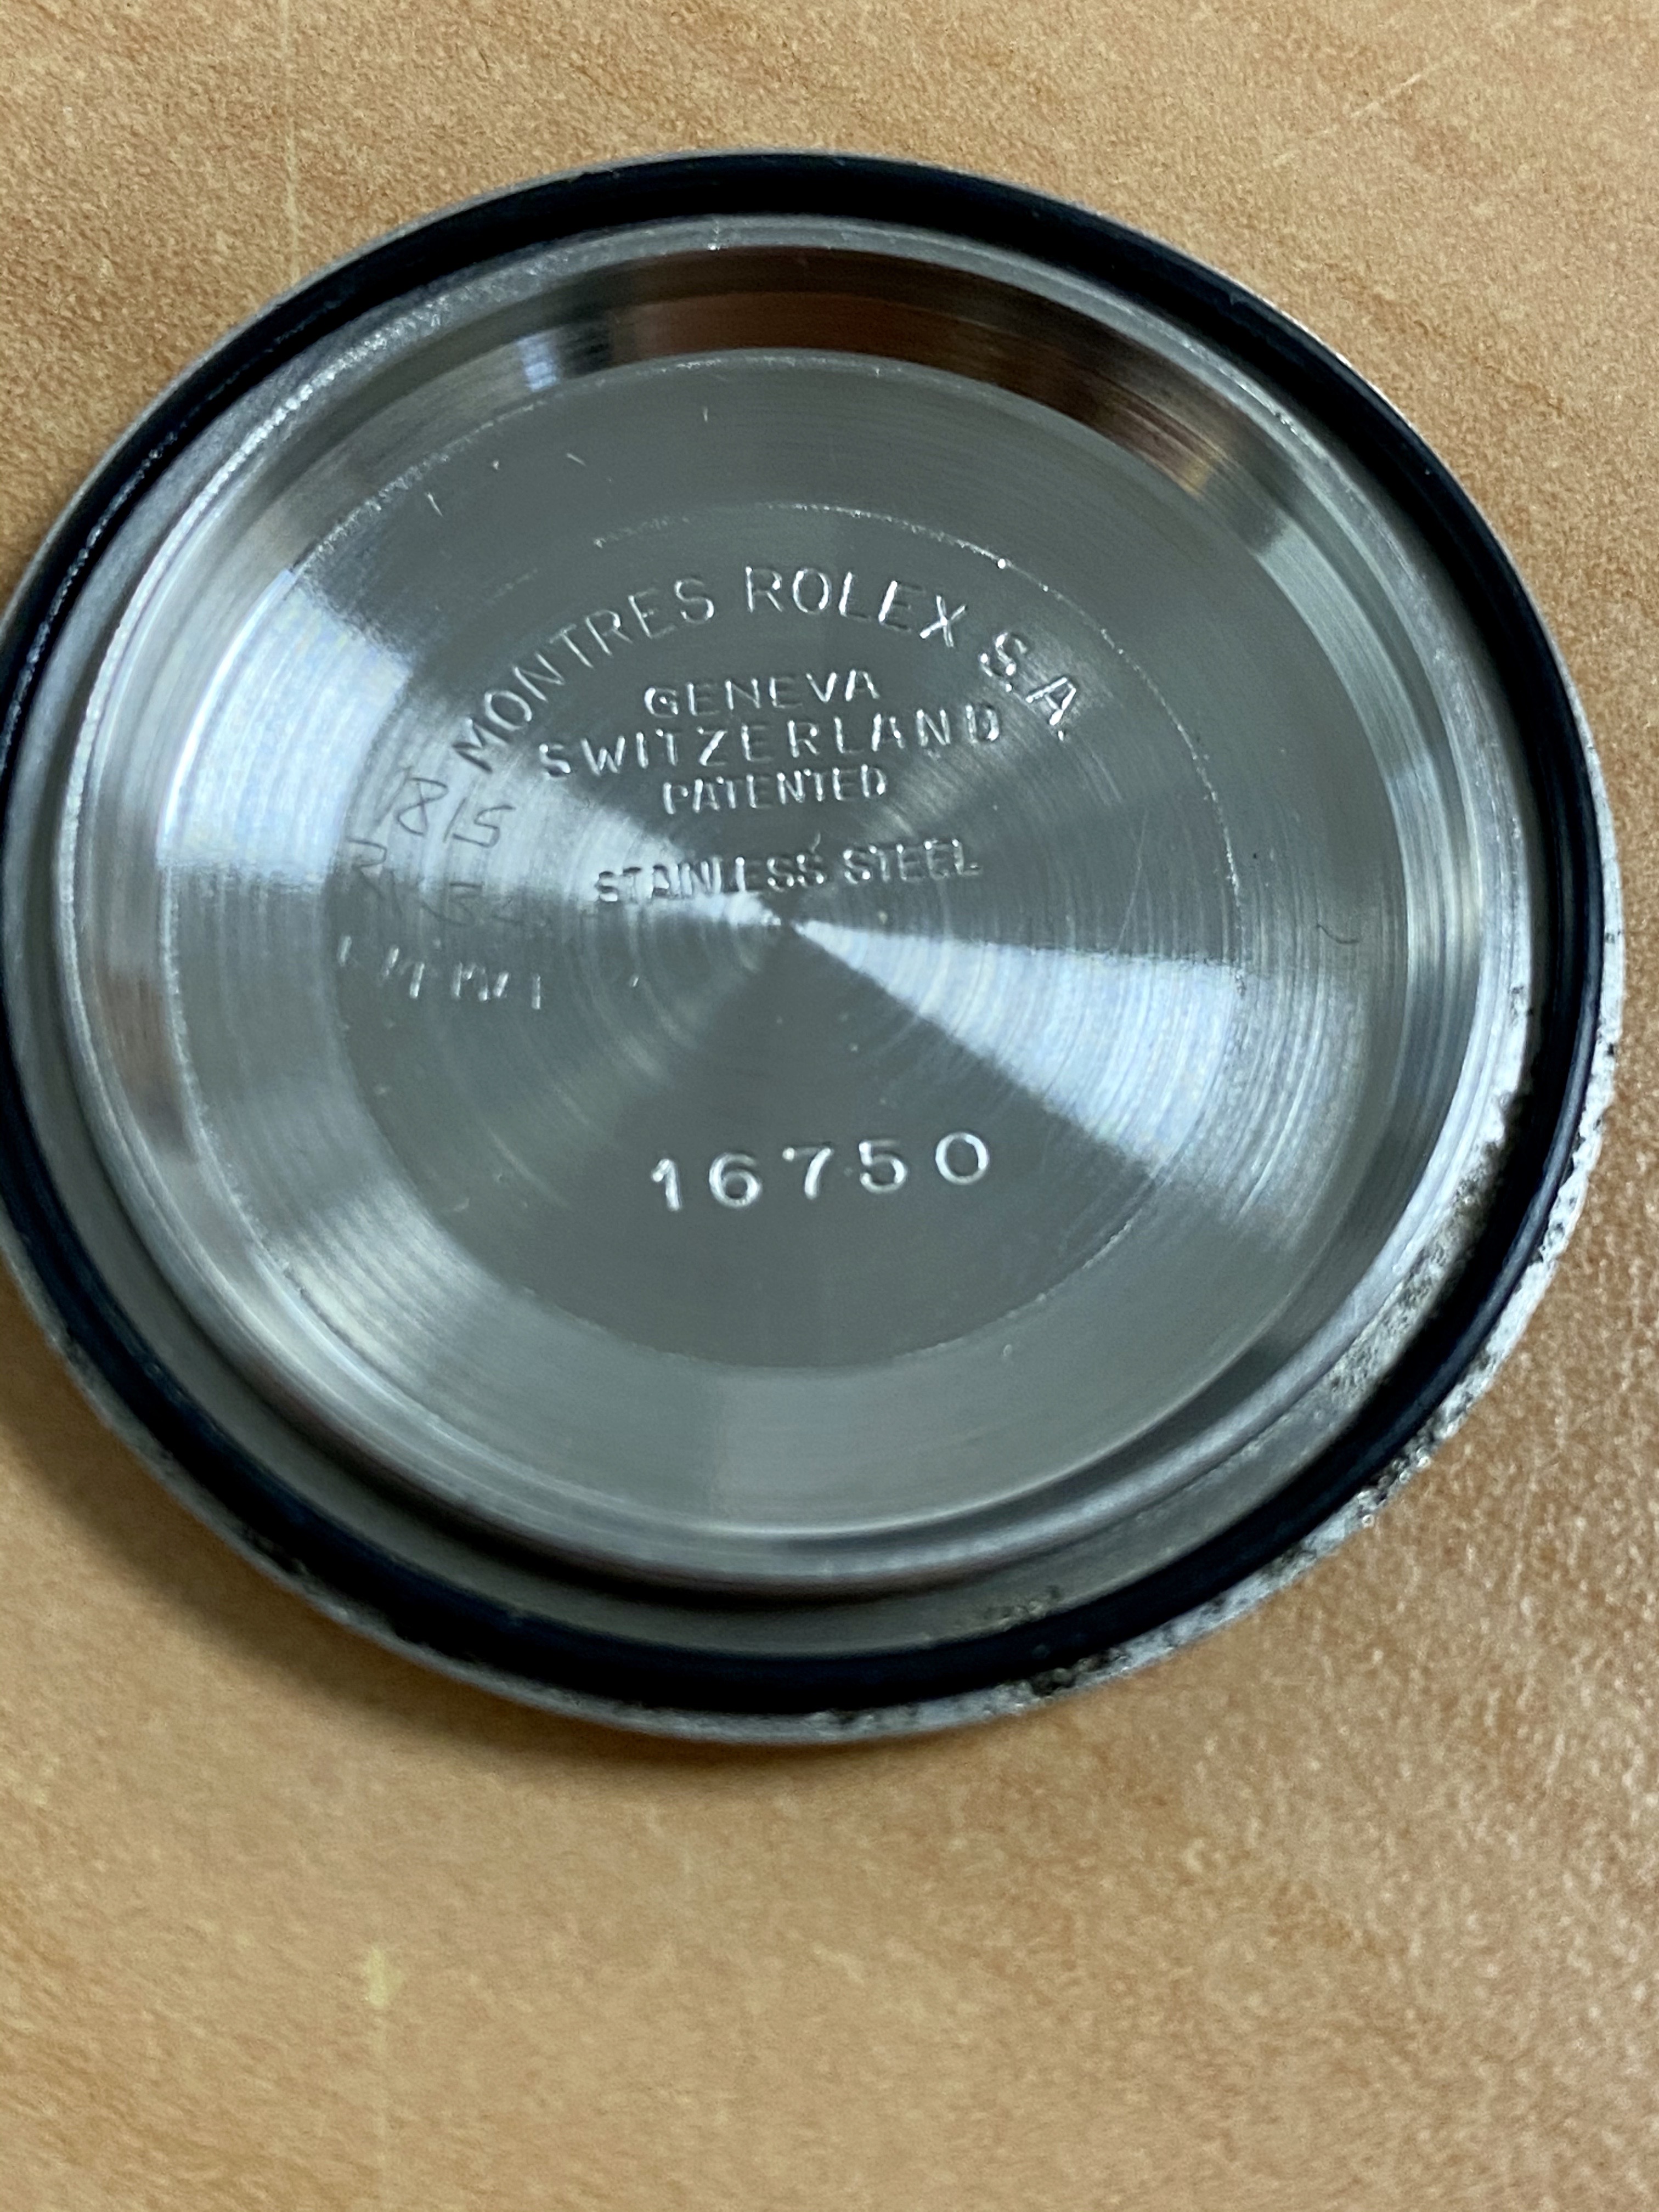 MONTRES ROLEX S.A.
GENEVA
SWITZERLAND
PATENTED
STAINLESS STEEL
16750